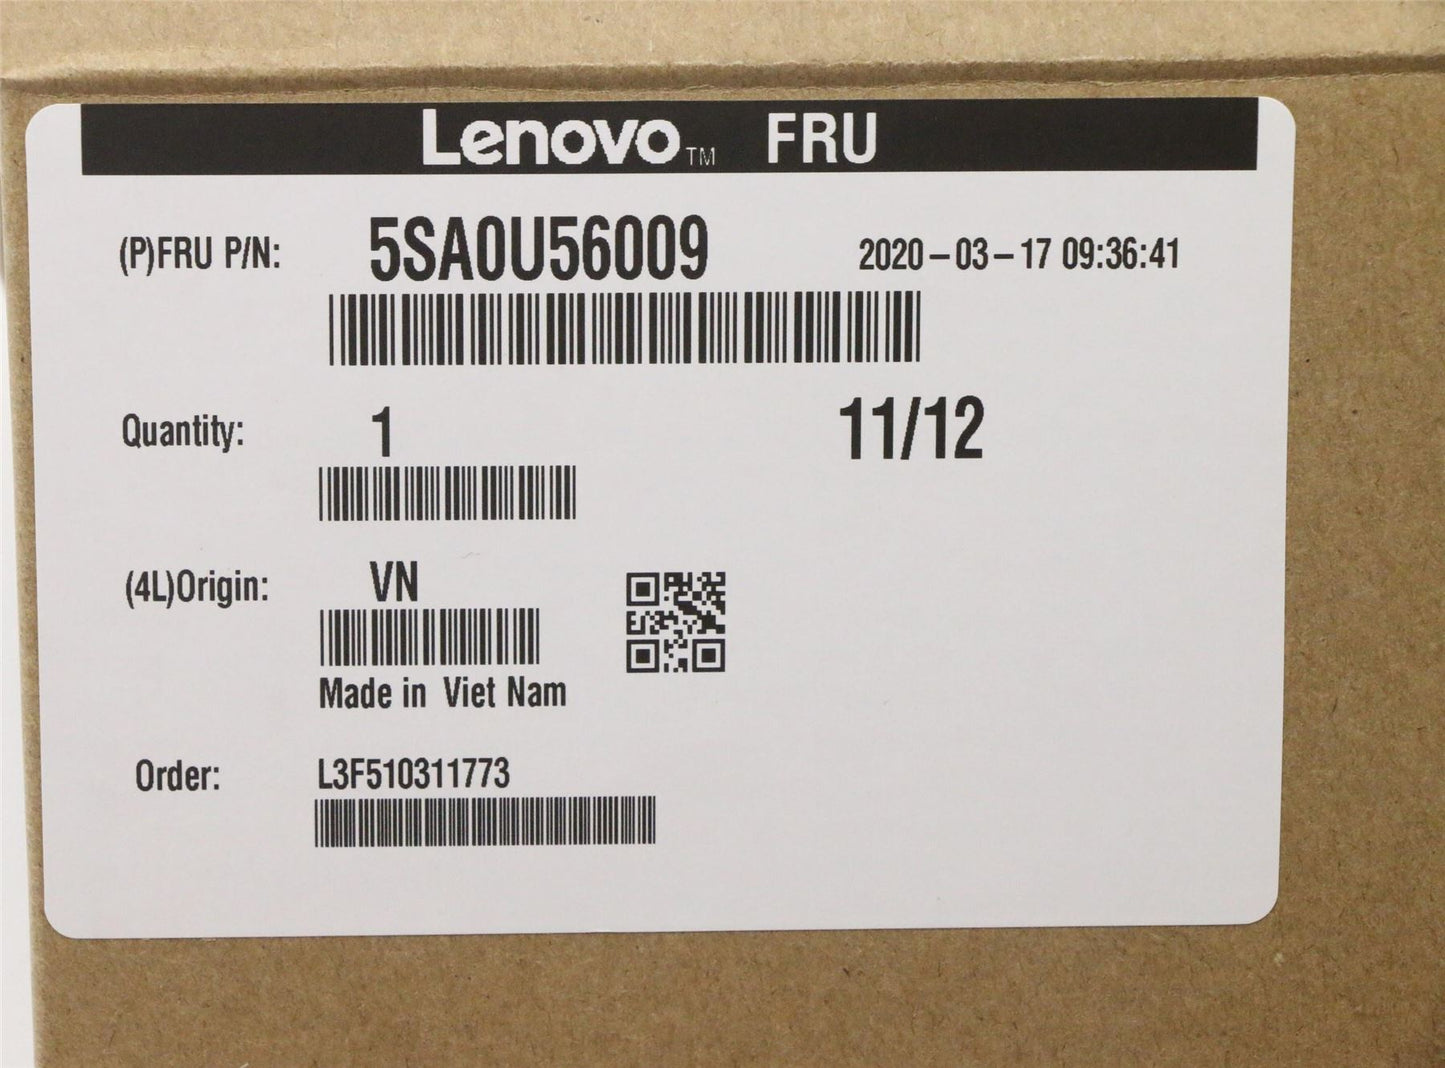 Lenovo™ FRU
(P)FRU P/N: 5SA0U56009 2020-03-17 09:36:41
Quantity: 1 11/12
(4L)Origin: VN
Made in Viet Nam
Order: L3F510311773